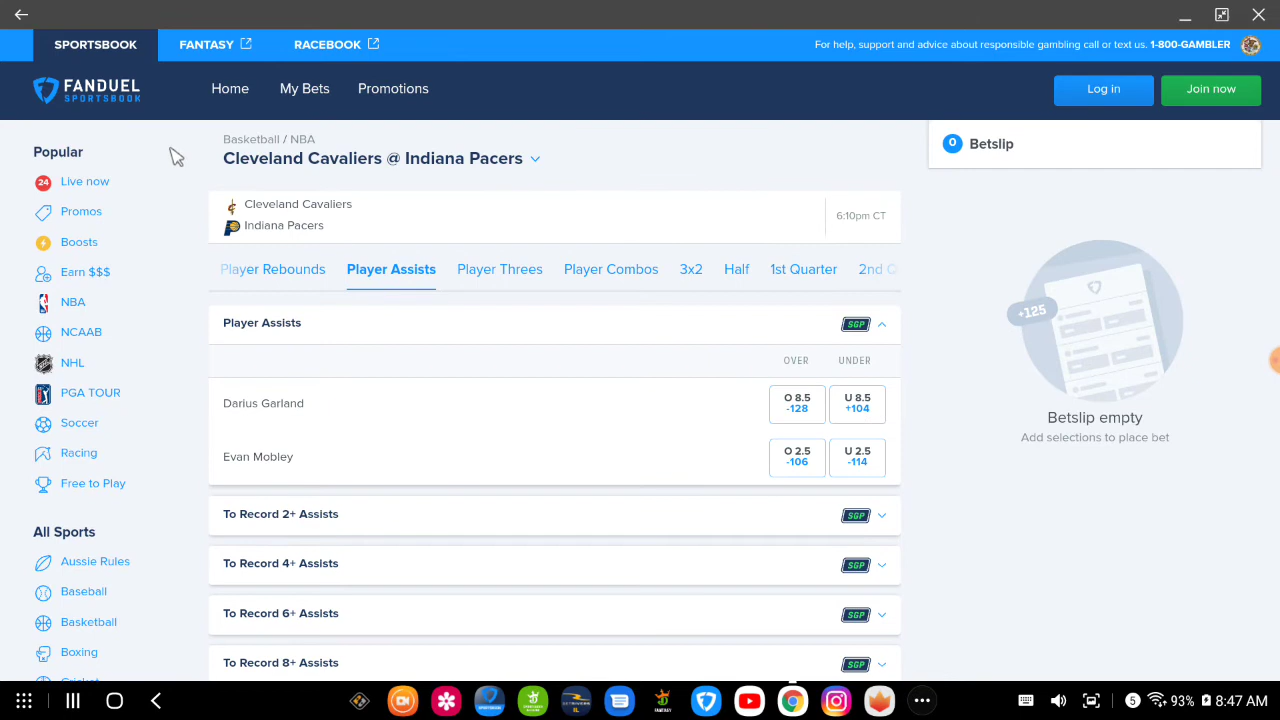 SPORTSBOOK FANTASY RACEBOOK For help, support and advice about responsible gambling call or text us. 1-800-GAMBLER
FANDUEL
SPORTSBOOK
Home My Bets Promotions Log in Join now
Basketball / NBA
Cleveland Cavaliers @ Indiana Pacers
0 Betslip
Popular
24 Live now
Promos
Boosts
Earn $$$
NBA
NCAAB
NHL
PGA TOUR
Soccer
Racing
Free to Play
All Sports
Aussie Rules
Baseball
Basketball
Boxing
Cricket
Cleveland Cavaliers
Indiana Pacers
6:10pm CT
Player Rebounds Player Assists Player Threes Player Combos 3x2 Half 1st Quarter 2nd
Player Assists SGP
OVER UNDER
Darius Garland O 8.5 U 8.5
-128 +104
Evan Mobley O 2.5 U 2.5
-106 -114
To Record 2+ Assists SGP
To Record 4+ Assists SGP
To Record 6+ Assists SGP
To Record 8+ Assists SGP
+125
Betslip empty
Add selections to place bet
5 93% 8:47 AM